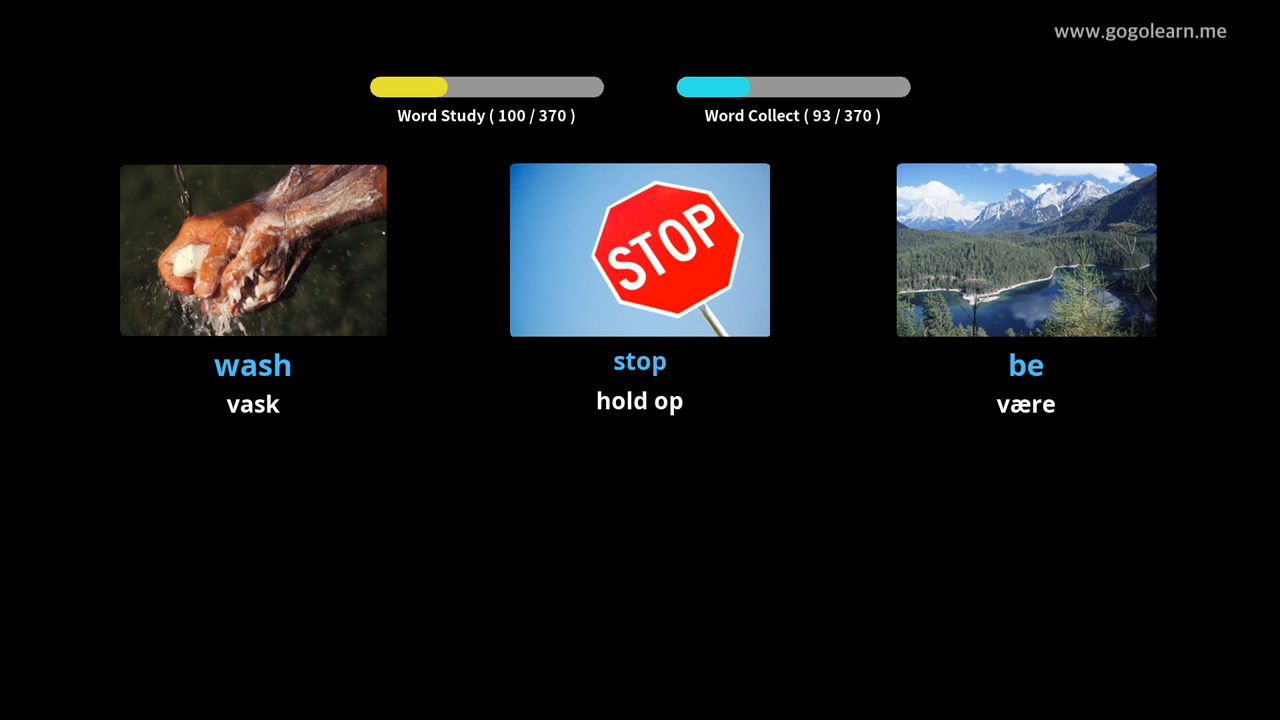 www.gogolearn.me
Word Study ( 100 / 370 )
Word Collect ( 93 / 370 )
STOP
wash
stop
be
vask
hold op
være